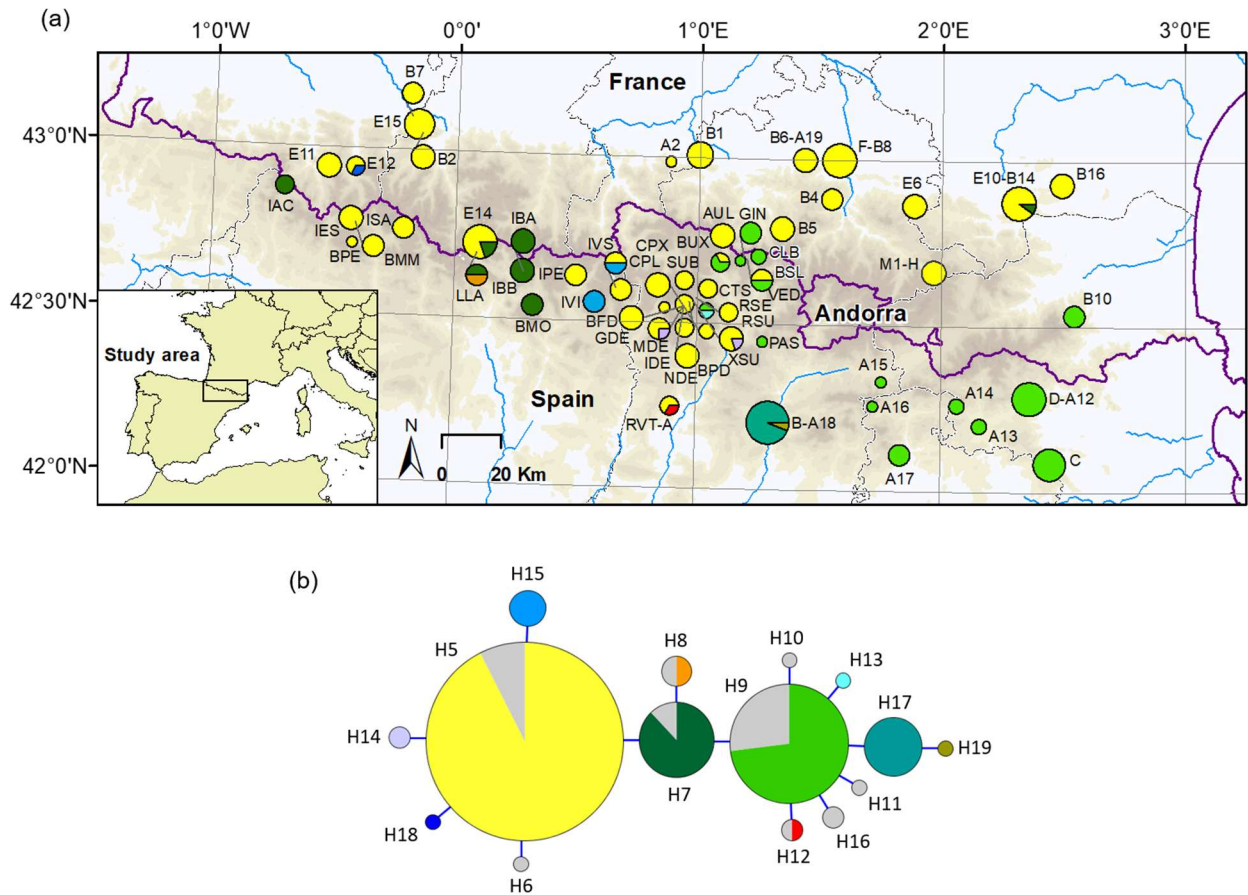 (a)
1°0'W 0°0' 1°0'E 2°0'E 3°0'E
43°0'N
42°30'N
42°0'N
B7
France
E15
E11 E12 B2
A2 B1 B6-A19 F-B8
IAC
B4 E6 E10-B14 B16
IES ISA E14 IBA AUL GIN B5
BPE BMM IVS CPX BUX CLB
IPE CPL SUB BSL M1-H
LLA IBB CTS VED
BMO IVI RSE Andorra B10
BFD RSU
GDE MDE PAS
IDE XSU A15
Study area NDE BPD A14 D-A12
Spain A16
RVT-A B-A18 A13
N
A17 C
0 20 Km
(b)
H15
H5 H8 H10 H13
H9 H17
H14 H19
H7 H11
H18 H16
H6 H12